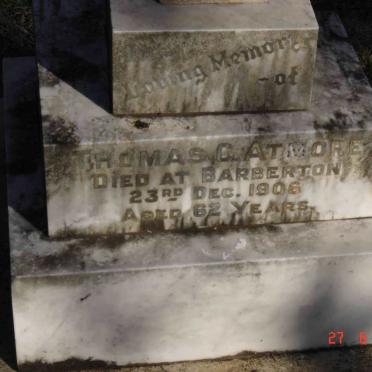 Loving Memory
- of
THOMAS C. ATMORE
DIED AT BARBERTON
23RD DEC. 1906
AGED 62 YEARS.
27 6